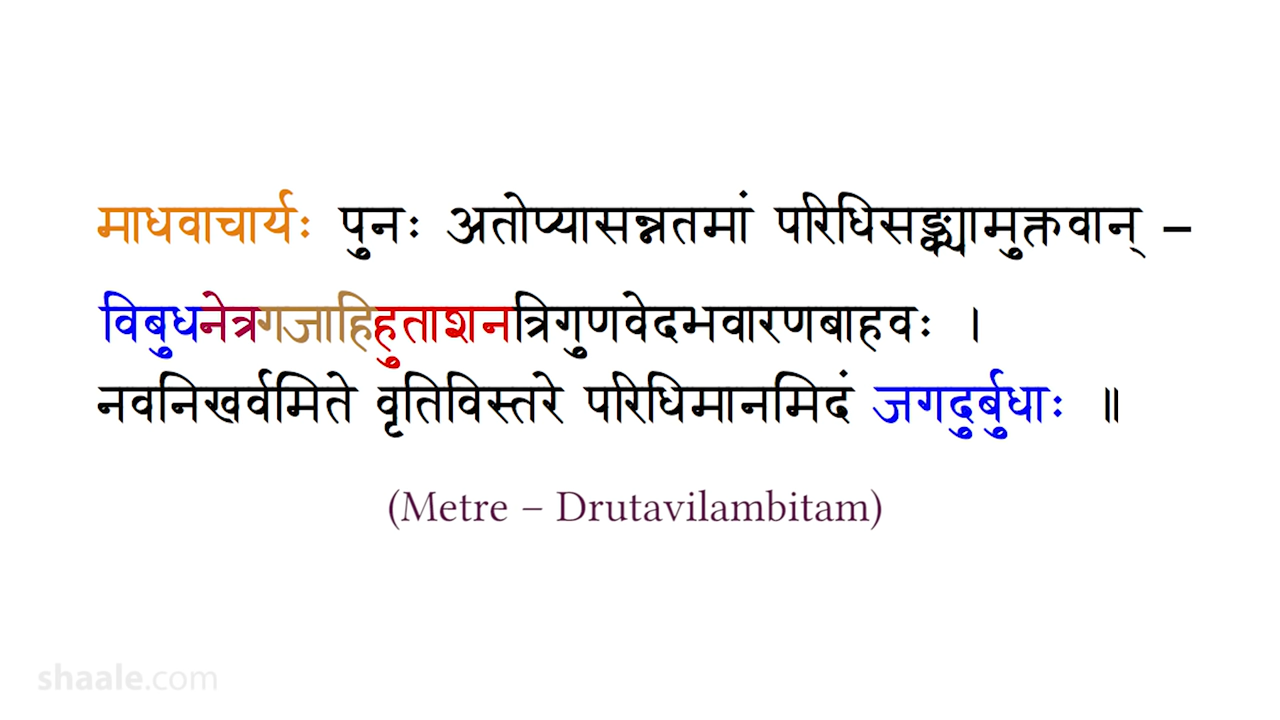 माधवाचार्यः पुनः अतोप्यासन्नतमां परिधिसङ्ख्यामुक्तवान् –
विबुधनेत्रगजाहिहुताशनत्रिगुणवेदभवारणबाहवः ।
नवनिखर्वमिते वृतिविस्तरे परिधिमानमिदं जगदुर्बुधाः ॥
(Metre – Drutavilambitam)
shaale.com